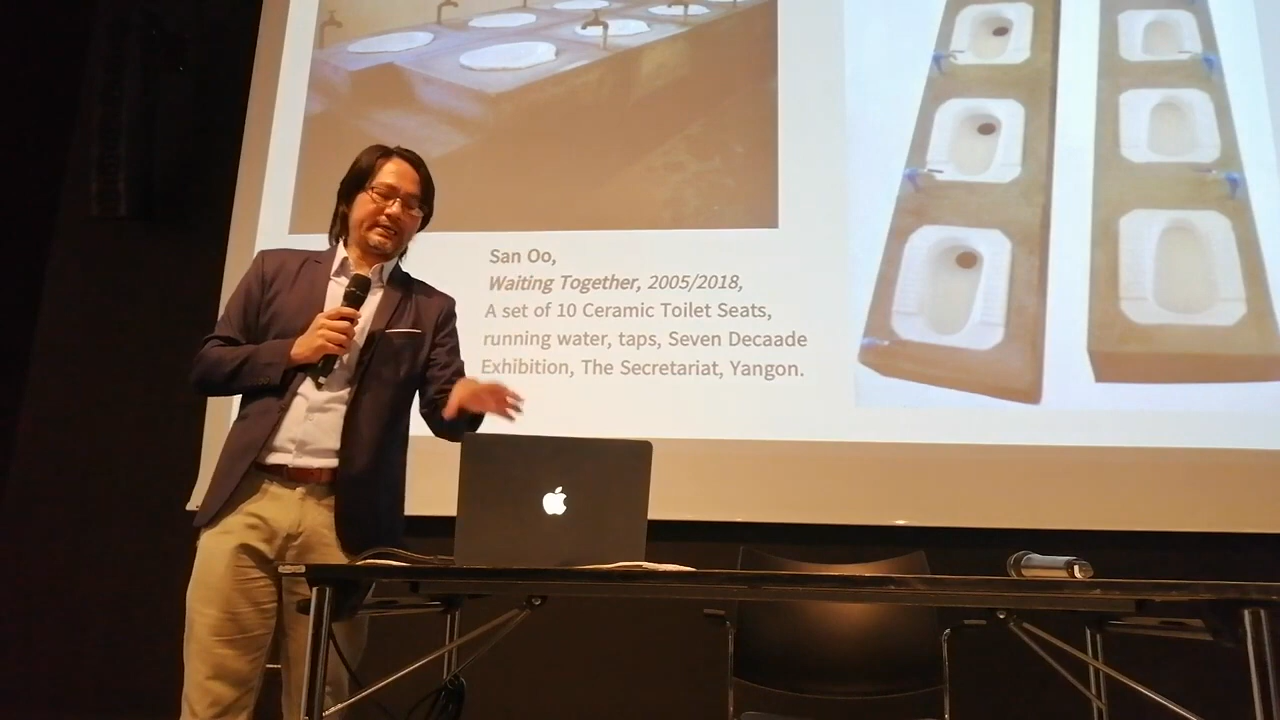 San Oo,
Waiting Together, 2005/2018,
A set of 10 Ceramic Toilet Seats,
running water, taps, Seven Decaade
Exhibition, The Secretariat, Yangon.